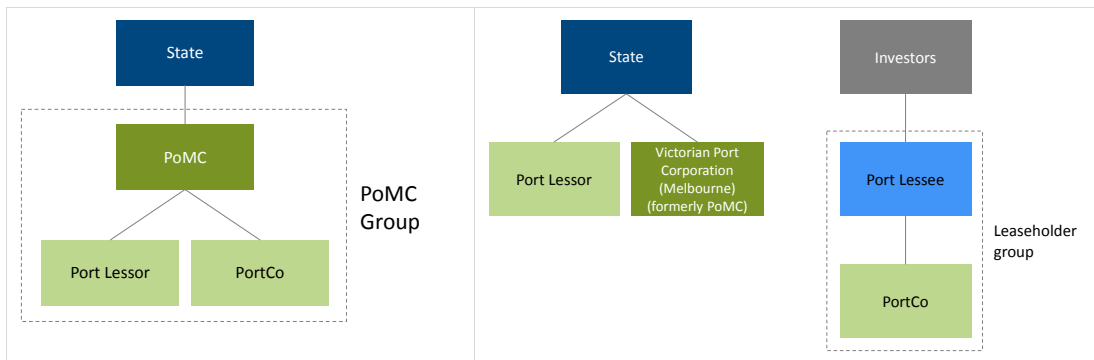 State
PoMC
PoMC
Group
Port Lessor
PortCo
State
Port Lessor
Victorian Port
Corporation
(Melbourne)
(formerly PoMC)
Investors
Port Lessee
Leaseholder
group
PortCo